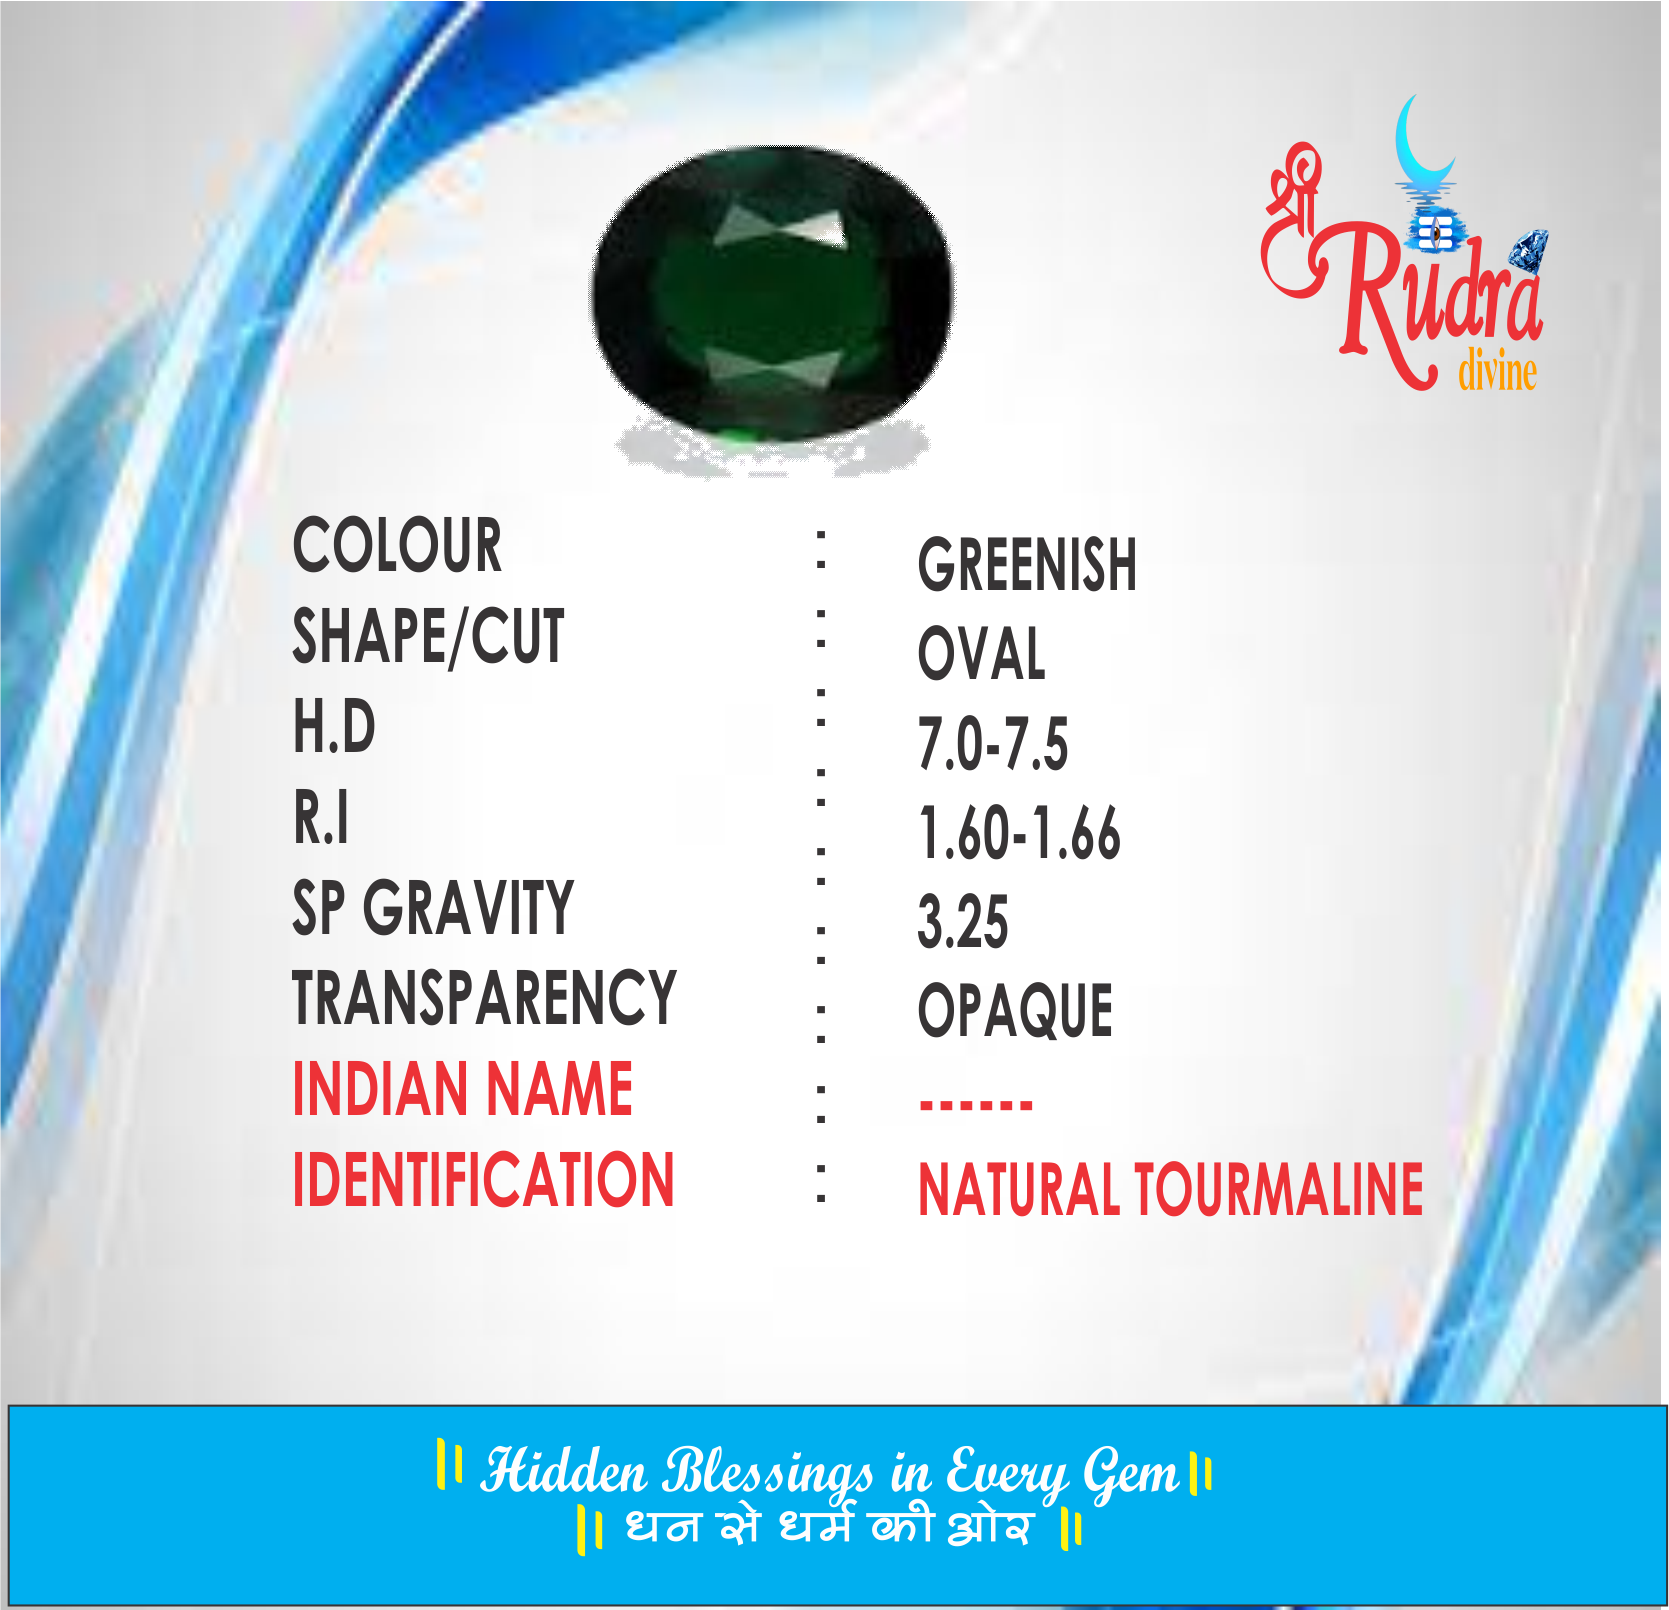 श्री
Rudra
divine
COLOUR : GREENISH
SHAPE/CUT : OVAL
H.D : 7.0-7.5
R.I : 1.60-1.66
SP GRAVITY : 3.25
TRANSPARENCY : OPAQUE
INDIAN NAME : ------
IDENTIFICATION : NATURAL TOURMALINE
|| Hidden Blessings in Every Gem ||
|| धन से धर्म की ओर ||